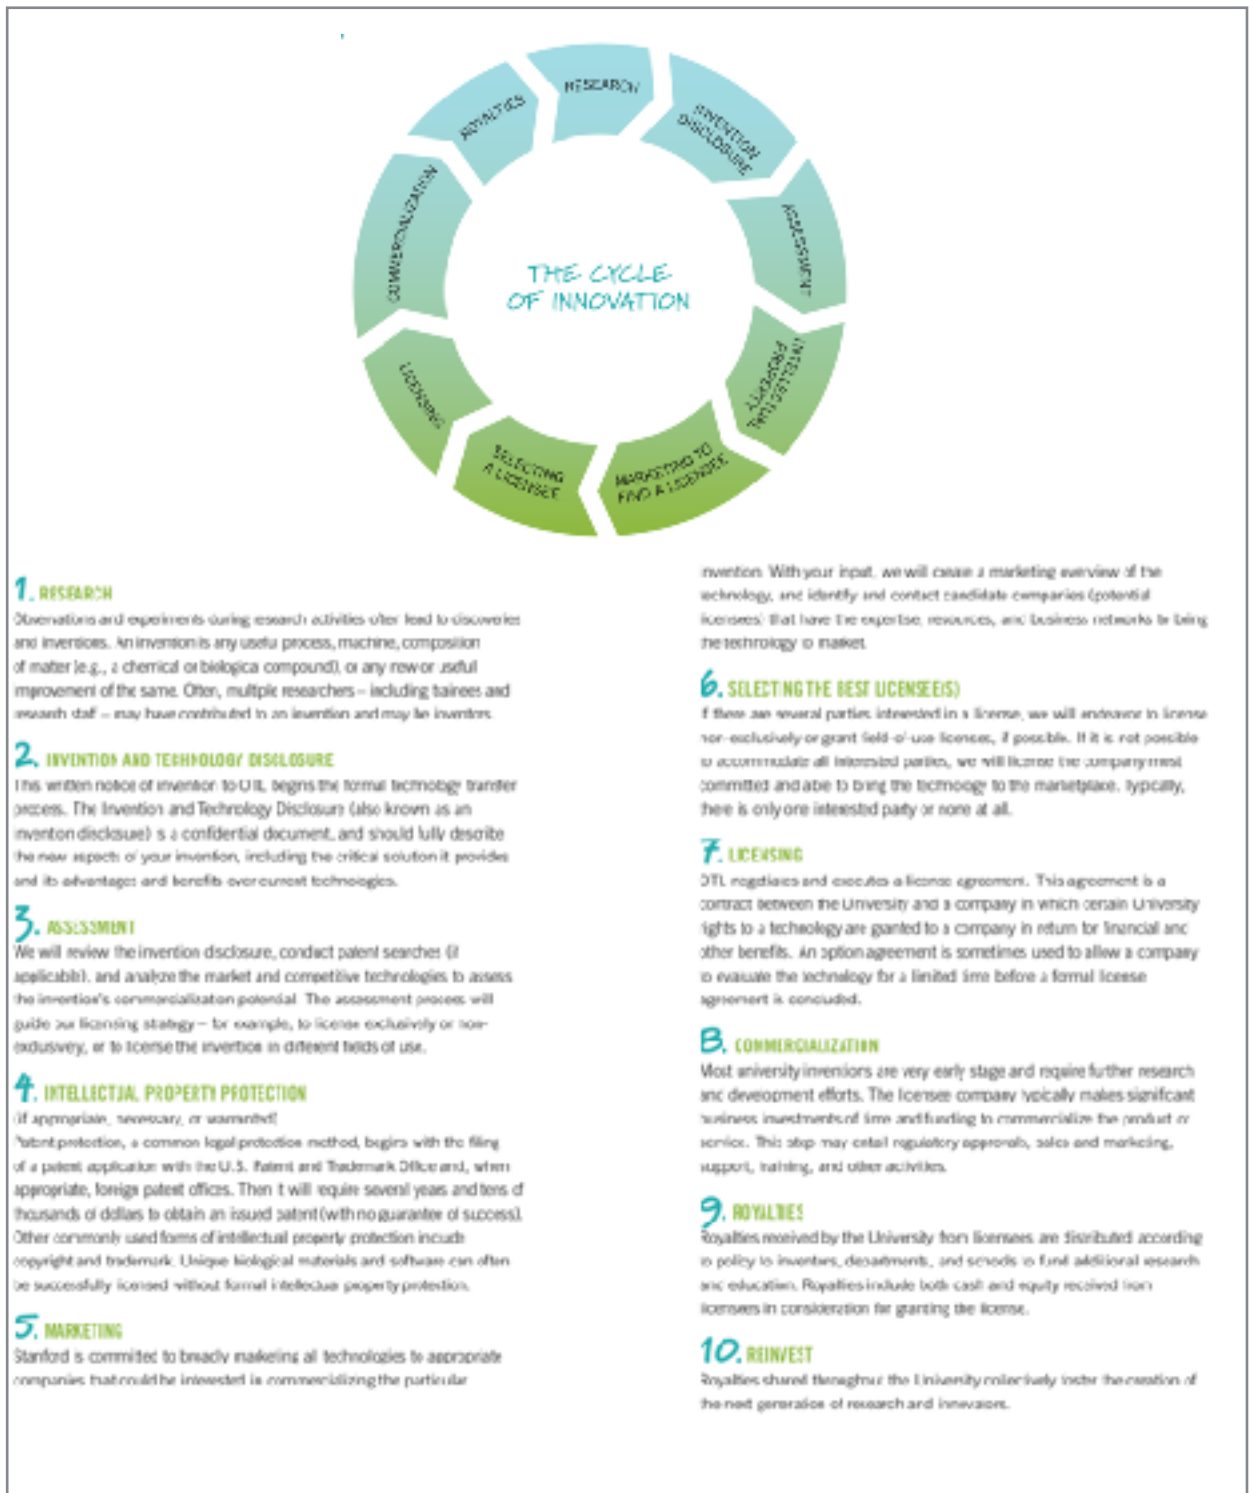 RESEARCH
INVENTION
DISCLOSURE
ASSESSMENT
INTELLECTUAL
PROPERTY
MARKETING TO
FIND A LICENSEE
SELECTING
A LICENSEE
LICENSING
COMMERCIALIZATION
ROYALTIES
THE CYCLE
OF INNOVATION
1. RESEARCH
Observations and experiments during research activities often lead to discoveries
and inventions. An invention is any useful process, machine, composition
of matter (e.g., a chemical or biological compound), or any new or useful
improvement of the same. Often, multiple researchers – including trainees and
research staff – may have contributed to an invention and may be inventors.
2. INVENTION AND TECHNOLOGY DISCLOSURE
This written notice of invention to OTL begins the formal technology transfer
process. The Invention and Technology Disclosure (also known as an
invention disclosure) is a confidential document, and should fully describe
the new aspects of your invention, including the critical solution it provides
and its advantages and benefits over current technologies.
3. ASSESSMENT
We will review the invention disclosure, conduct patent searches (if
applicable), and analyze the market and competitive technologies to assess
the invention's commercialization potential. The assessment process will
guide our licensing strategy – for example, to license exclusively or non-
exclusively, or to license the invention in different fields of use.
4. INTELLECTUAL PROPERTY PROTECTION
(if appropriate, necessary, or warranted)
Patent protection, a common legal protection method, begins with the filing
of a patent application with the U.S. Patent and Trademark Office and, when
appropriate, foreign patent offices. Then it will require several years and tens of
thousands of dollars to obtain an issued patent (with no guarantee of success).
Other commonly used forms of intellectual property protection include
copyright and trademark. Unique biological materials and software can often
be successfully licensed without formal intellectual property protection.
5. MARKETING
Stanford is committed to broadly marketing all technologies to appropriate
companies that could be interested in commercializing the particular
invention. With your input, we will create a marketing overview of the
technology, and identify and contact candidate companies (potential
licensees) that have the expertise, resources, and business networks to bring
the technology to market.
6. SELECTING THE BEST LICENSEE(S)
If there are several parties interested in a license, we will endeavor to license
non-exclusively or grant field-of-use licenses, if possible. If it is not possible
to accommodate all interested parties, we will license the company most
committed and able to bring the technology to the marketplace. Typically,
there is only one interested party or none at all.
7. LICENSING
OTL negotiates and executes a license agreement. This agreement is a
contract between the University and a company in which certain University
rights to a technology are granted to a company in return for financial and
other benefits. An option agreement is sometimes used to allow a company
to evaluate the technology for a limited time before a formal license
agreement is concluded.
8. COMMERCIALIZATION
Most university inventions are very early stage and require further research
and development efforts. The licensee company typically makes significant
business investments of time and funding to commercialize the product or
service. This step may entail regulatory approvals, sales and marketing,
support, training, and other activities.
9. ROYALTIES
Royalties received by the University from licensees are distributed according
to policy to inventors, departments, and schools to fund additional research
and education. Royalties include both cash and equity received from
licensees in consideration for granting the license.
10. REINVEST
Royalties shared throughout the University collectively foster the creation of
the next generation of research and innovators.